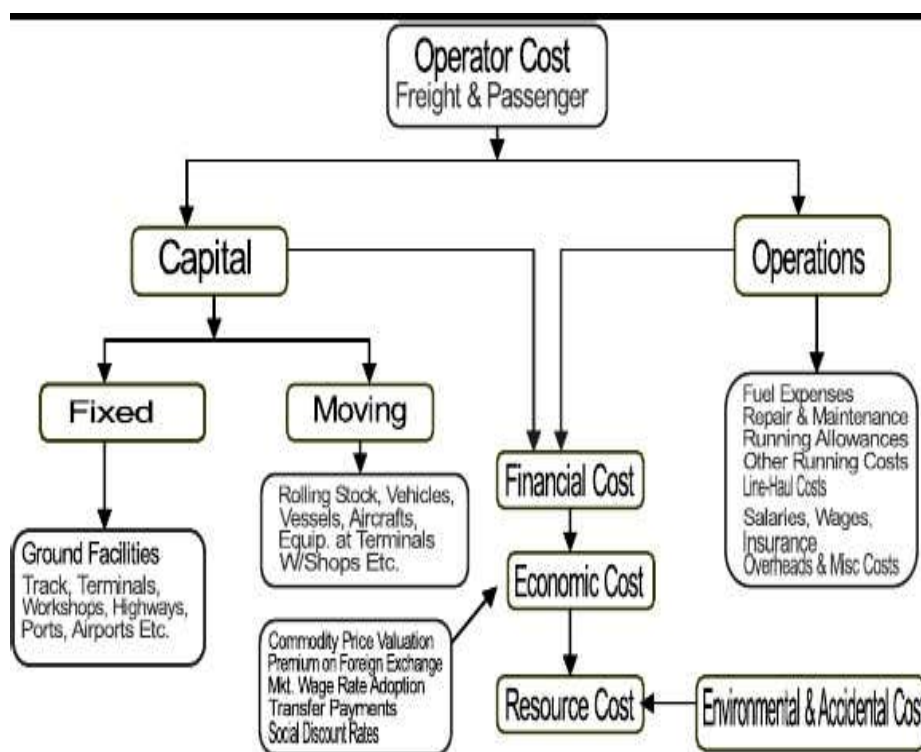 Operator Cost
Freight & Passenger
Capital
Operations
Fixed
Moving
Fuel Expenses
Repair & Maintenance
Running Allowances
Other Running Costs
Line-Haul Costs
Salaries, Wages,
Insurance
Overheads & Misc Costs
Rolling Stock, Vehicles,
Vessels, Aircrafts,
Equip. at Terminals
W/Shops Etc.
Financial Cost
Ground Facilities
Track, Terminals,
Workshops, Highways,
Ports, Airports Etc.
Economic Cost
Commodity Price Valuation
Premium on Foreign Exchange
Mkt. Wage Rate Adoption
Transfer Payments
Social Discount Rates
Resource Cost
Environmental & Accidental Cost